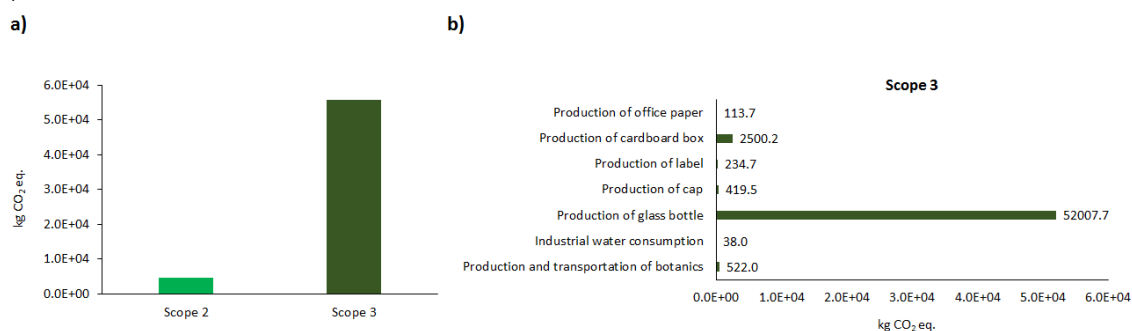 a)
6.0E+04
5.0E+04
4.0E+04
3.0E+04
2.0E+04
1.0E+04
0.0E+00
kg CO2 eq.
Scope 2
Scope 3
b)
Scope 3
Production of office paper 113.7
Production of cardboard box 2500.2
Production of label 234.7
Production of cap 419.5
Production of glass bottle 52007.7
Industrial water consumption 38.0
Production and transportation of botanics 522.0
0.0E+00 1.0E+04 2.0E+04 3.0E+04 4.0E+04 5.0E+04 6.0E+04
kg CO2 eq.